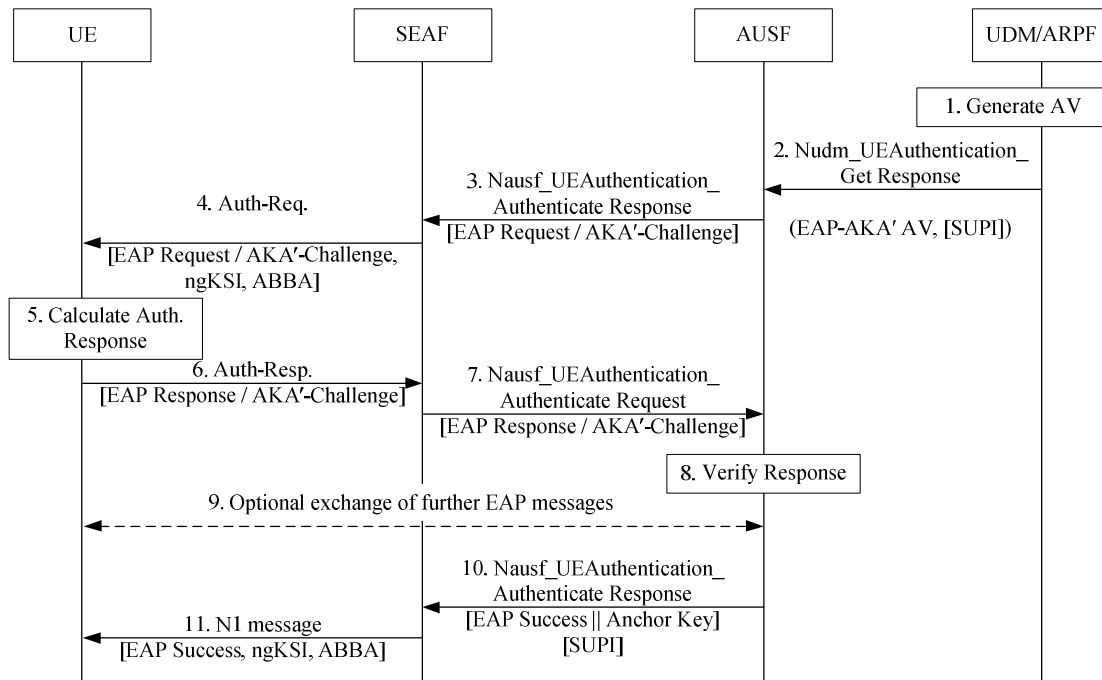 UE
SEAF
AUSF
UDM/ARPF
1. Generate AV
2. Nudm_UEAuthentication_
Get Response
(EAP-AKA′ AV, [SUPI])
3. Nausf_UEAuthentication_
Authenticate Response
[EAP Request / AKA′-Challenge]
4. Auth-Req.
[EAP Request / AKA′-Challenge,
ngKSI, ABBA]
5. Calculate Auth.
Response
6. Auth-Resp.
[EAP Response / AKA′-Challenge]
7. Nausf_UEAuthentication_
Authenticate Request
[EAP Response / AKA′-Challenge]
8. Verify Response
9. Optional exchange of further EAP messages
10. Nausf_UEAuthentication_
Authenticate Response
[EAP Success || Anchor Key]
[SUPI]
11. N1 message
[EAP Success, ngKSI, ABBA]